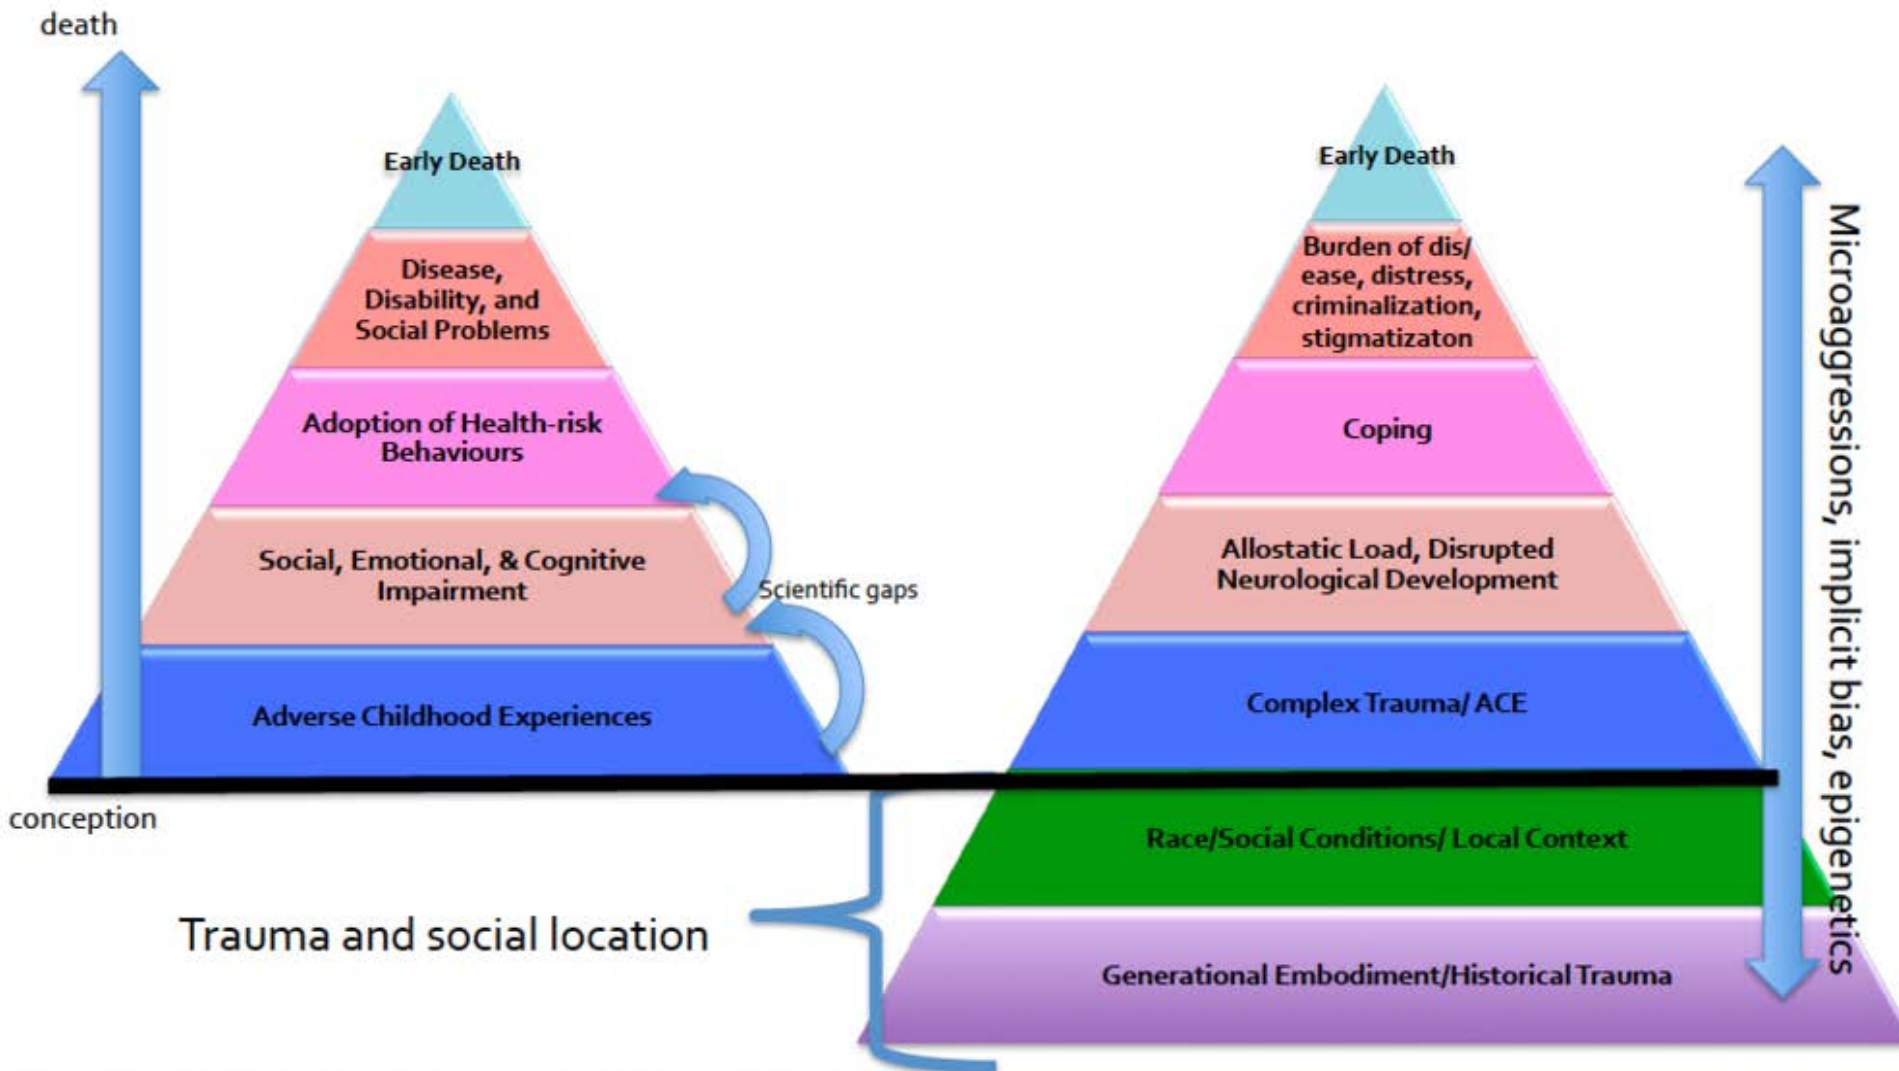 death
Early Death
Disease,
Disability, and
Social Problems
Adoption of Health-risk
Behaviours
Social, Emotional, & Cognitive
Impairment
Scientific gaps
Adverse Childhood Experiences
conception
Trauma and social location
Early Death
Burden of dis/
ease, distress,
criminalization,
stigmatizaton
Coping
Allostatic Load, Disrupted
Neurological Development
Complex Trauma/ ACE
Race/Social Conditions/ Local Context
Generational Embodiment/Historical Trauma
Microaggressions, implicit bias, epigenetics